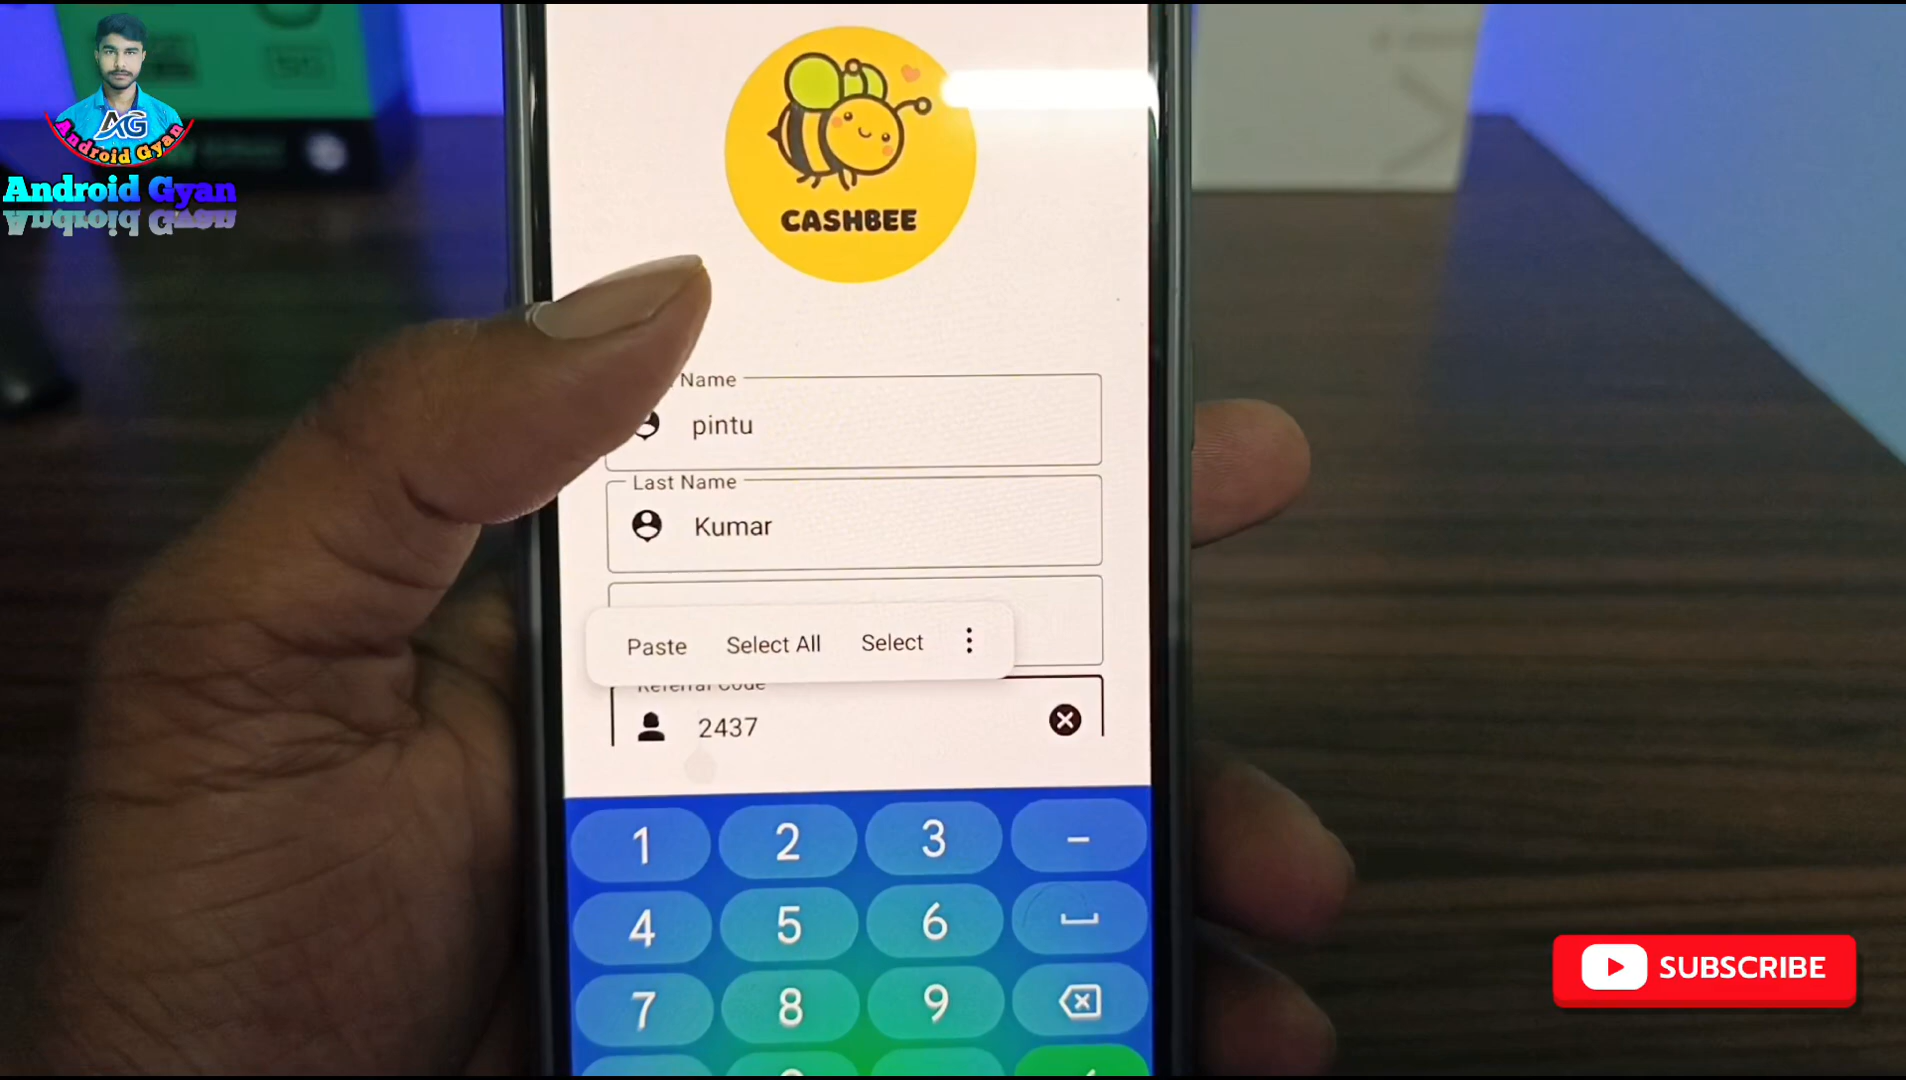 AG
Android Gyan
Android Gyan
CASHBEE
Name
pintu
Last Name
Kumar
Paste Select All Select
Referral Code
2437
1 2 3 -
4 5 6
7 8 9
SUBSCRIBE